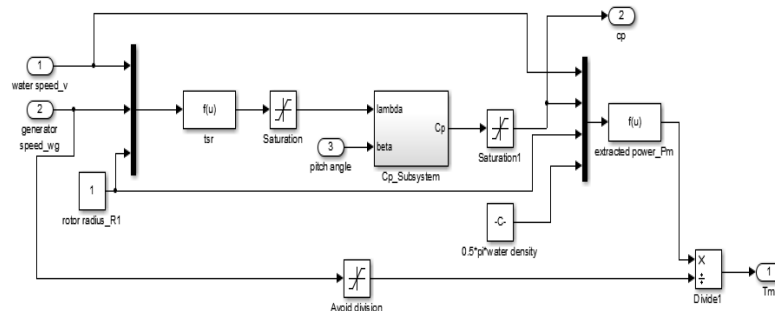 2
cp
1
water speed_v
2
generator
speed_wg
f(u)
tsr
Saturation
lambda
beta
Cp
Cp_Subsystem
3
pitch angle
Saturation1
f(u)
extracted power_Pm
1
rotor radius_R1
-C-
0.5*pi*water density
Avoid division
×
÷
Divide1
1
Tm